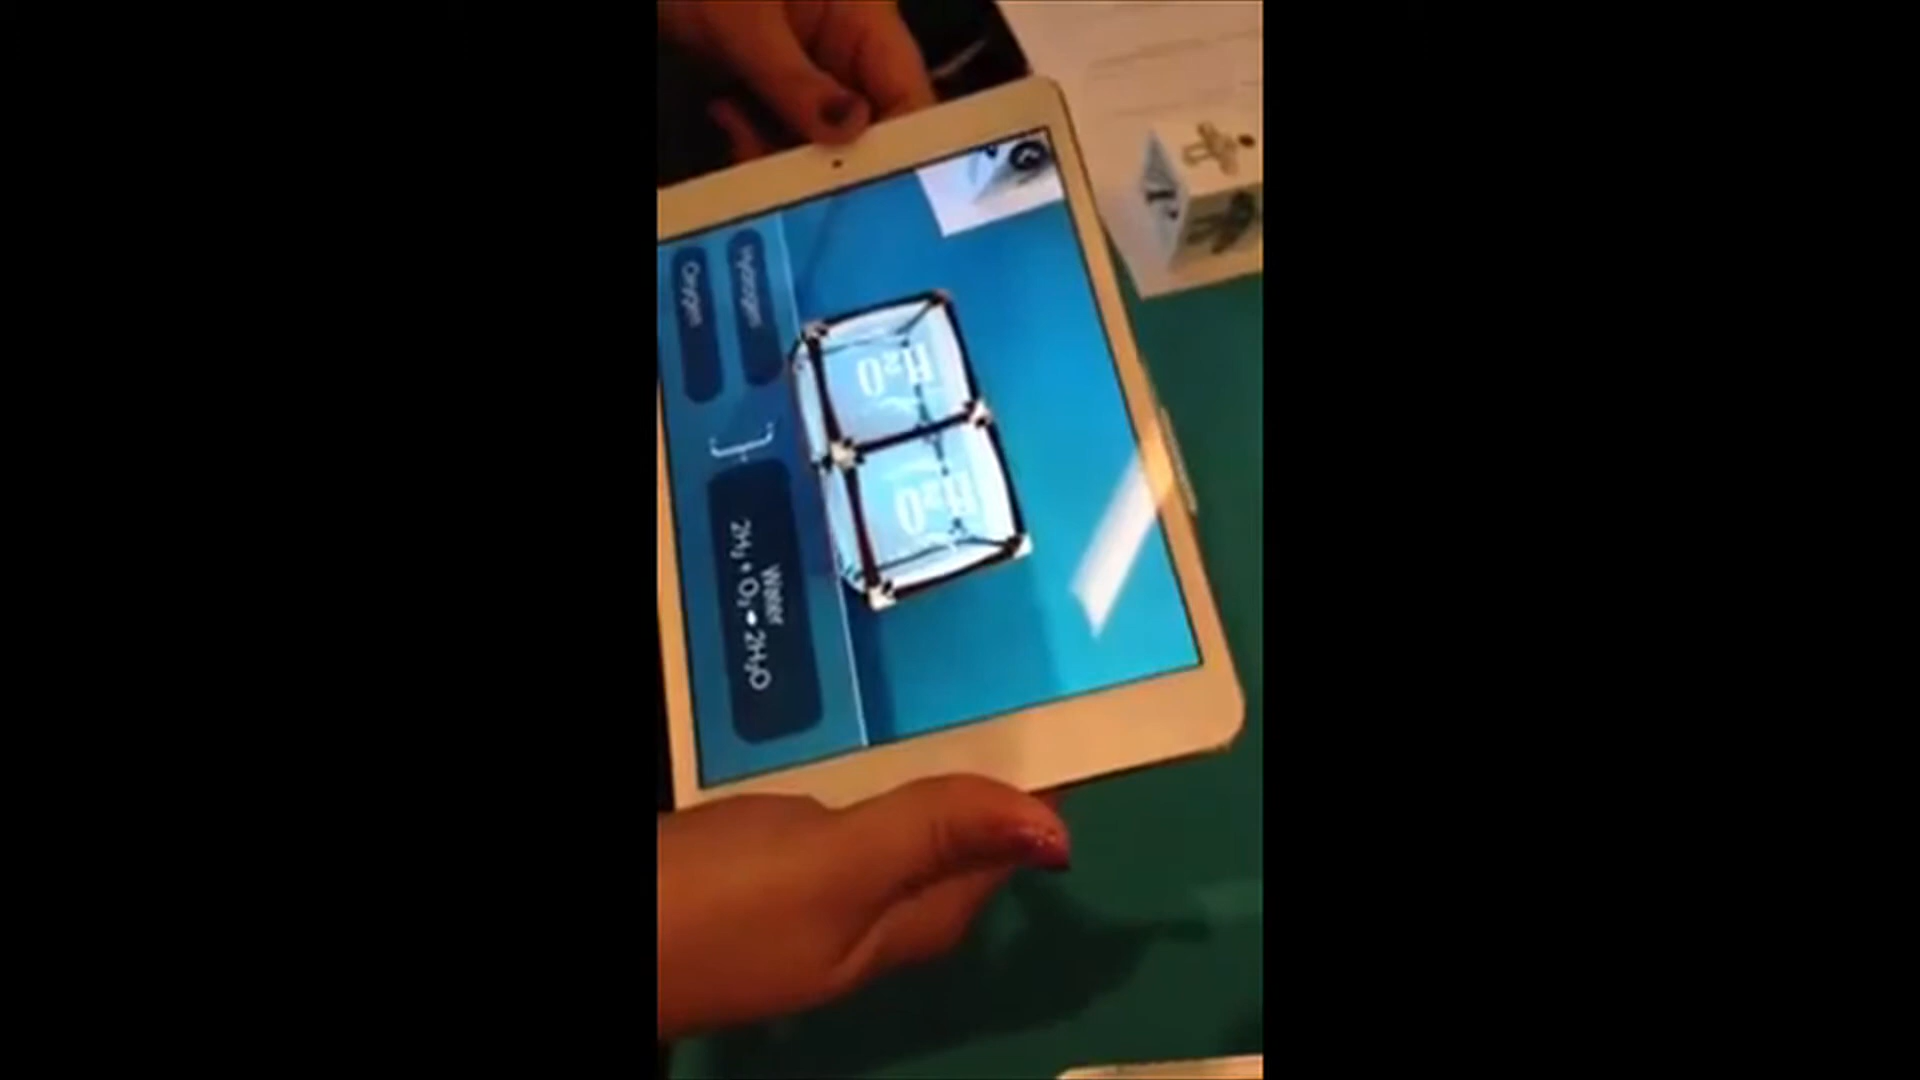 Hydrogen
Oxygen
Water
2H₂ + O₂ → 2H₂O
H₂O
H₂O